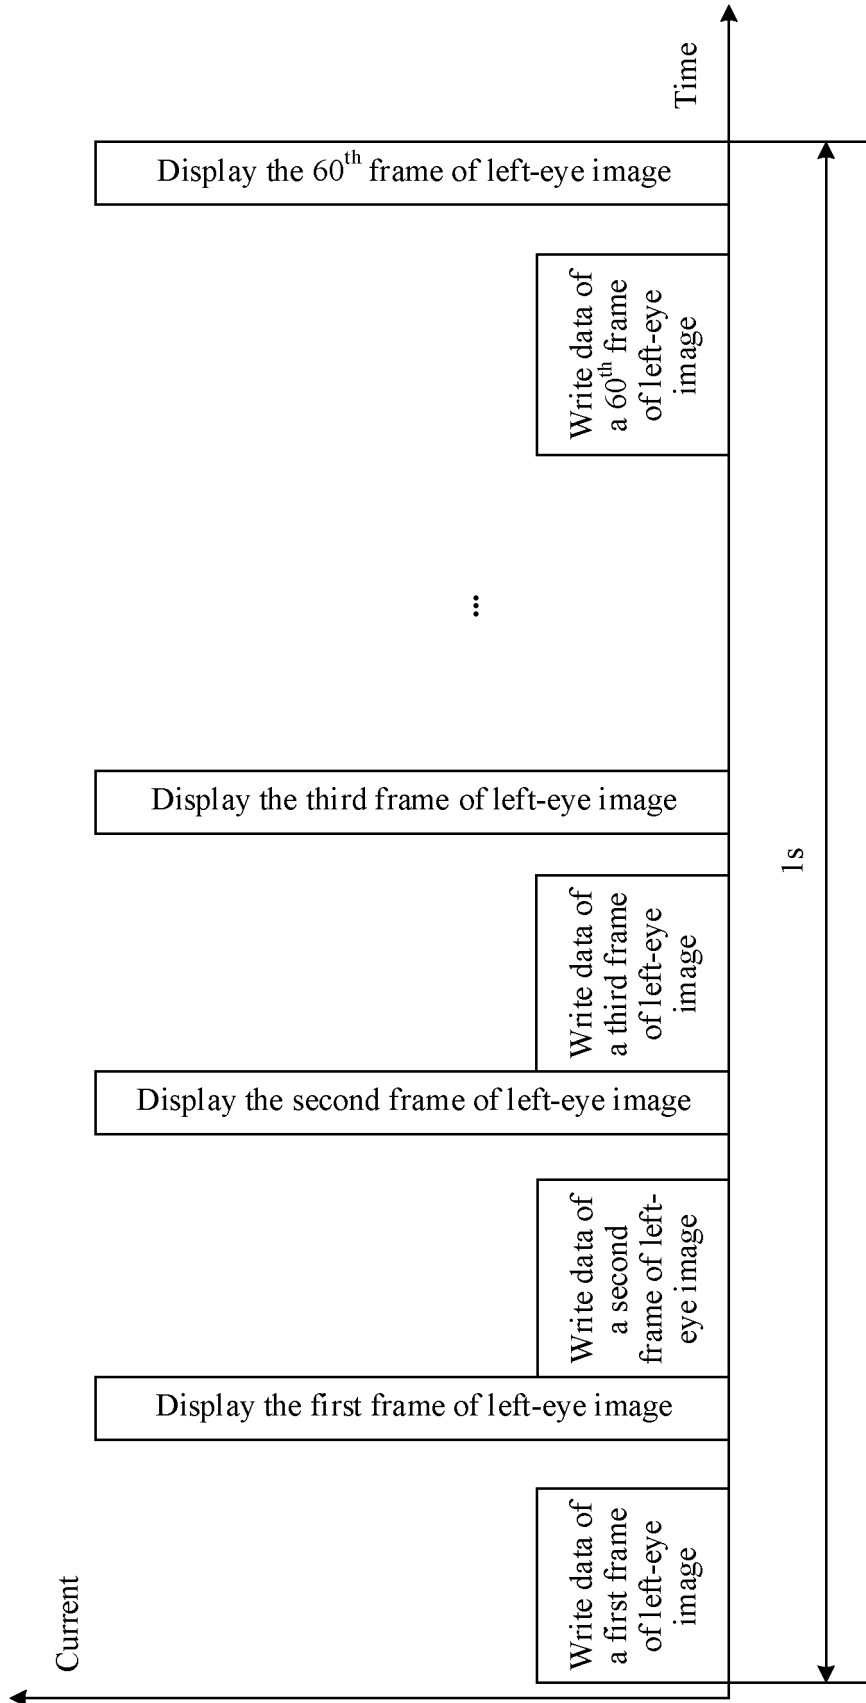 Current
Write data of
a first frame
of left-eye
image
Display the first frame of left-eye image
Write data of
a second
frame of left-
eye image
Display the second frame of left-eye image
Write data of
a third frame
of left-eye
image
Display the third frame of left-eye image
...
Write data of
a 60th frame
of left-eye
image
Display the 60th frame of left-eye image
Time
1s